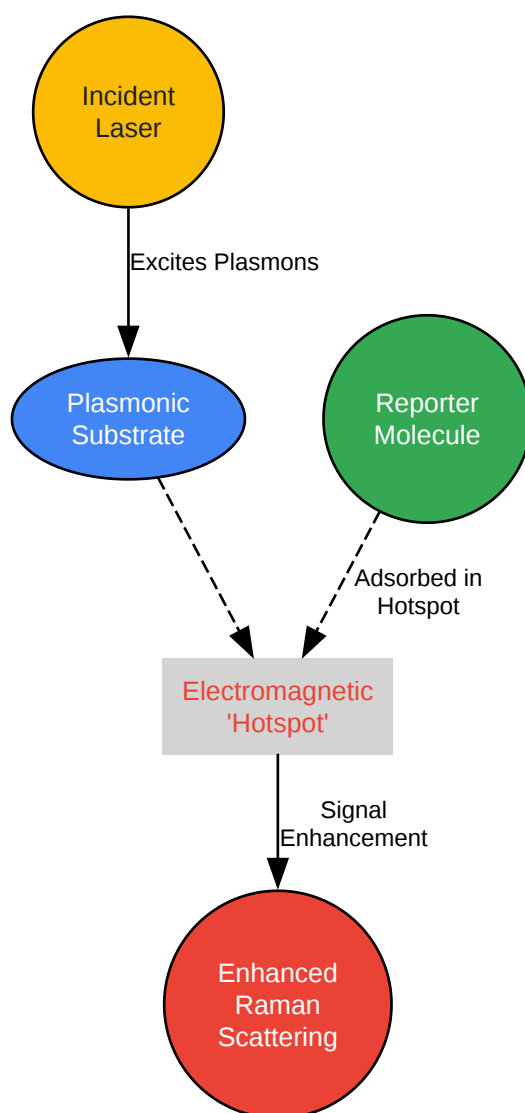 Incident
Laser
Excites Plasmons
Plasmonic
Substrate
Reporter
Molecule
Adsorbed in
Hotspot
Electromagnetic
'Hotspot'
Signal
Enhancement
Enhanced
Raman
Scattering